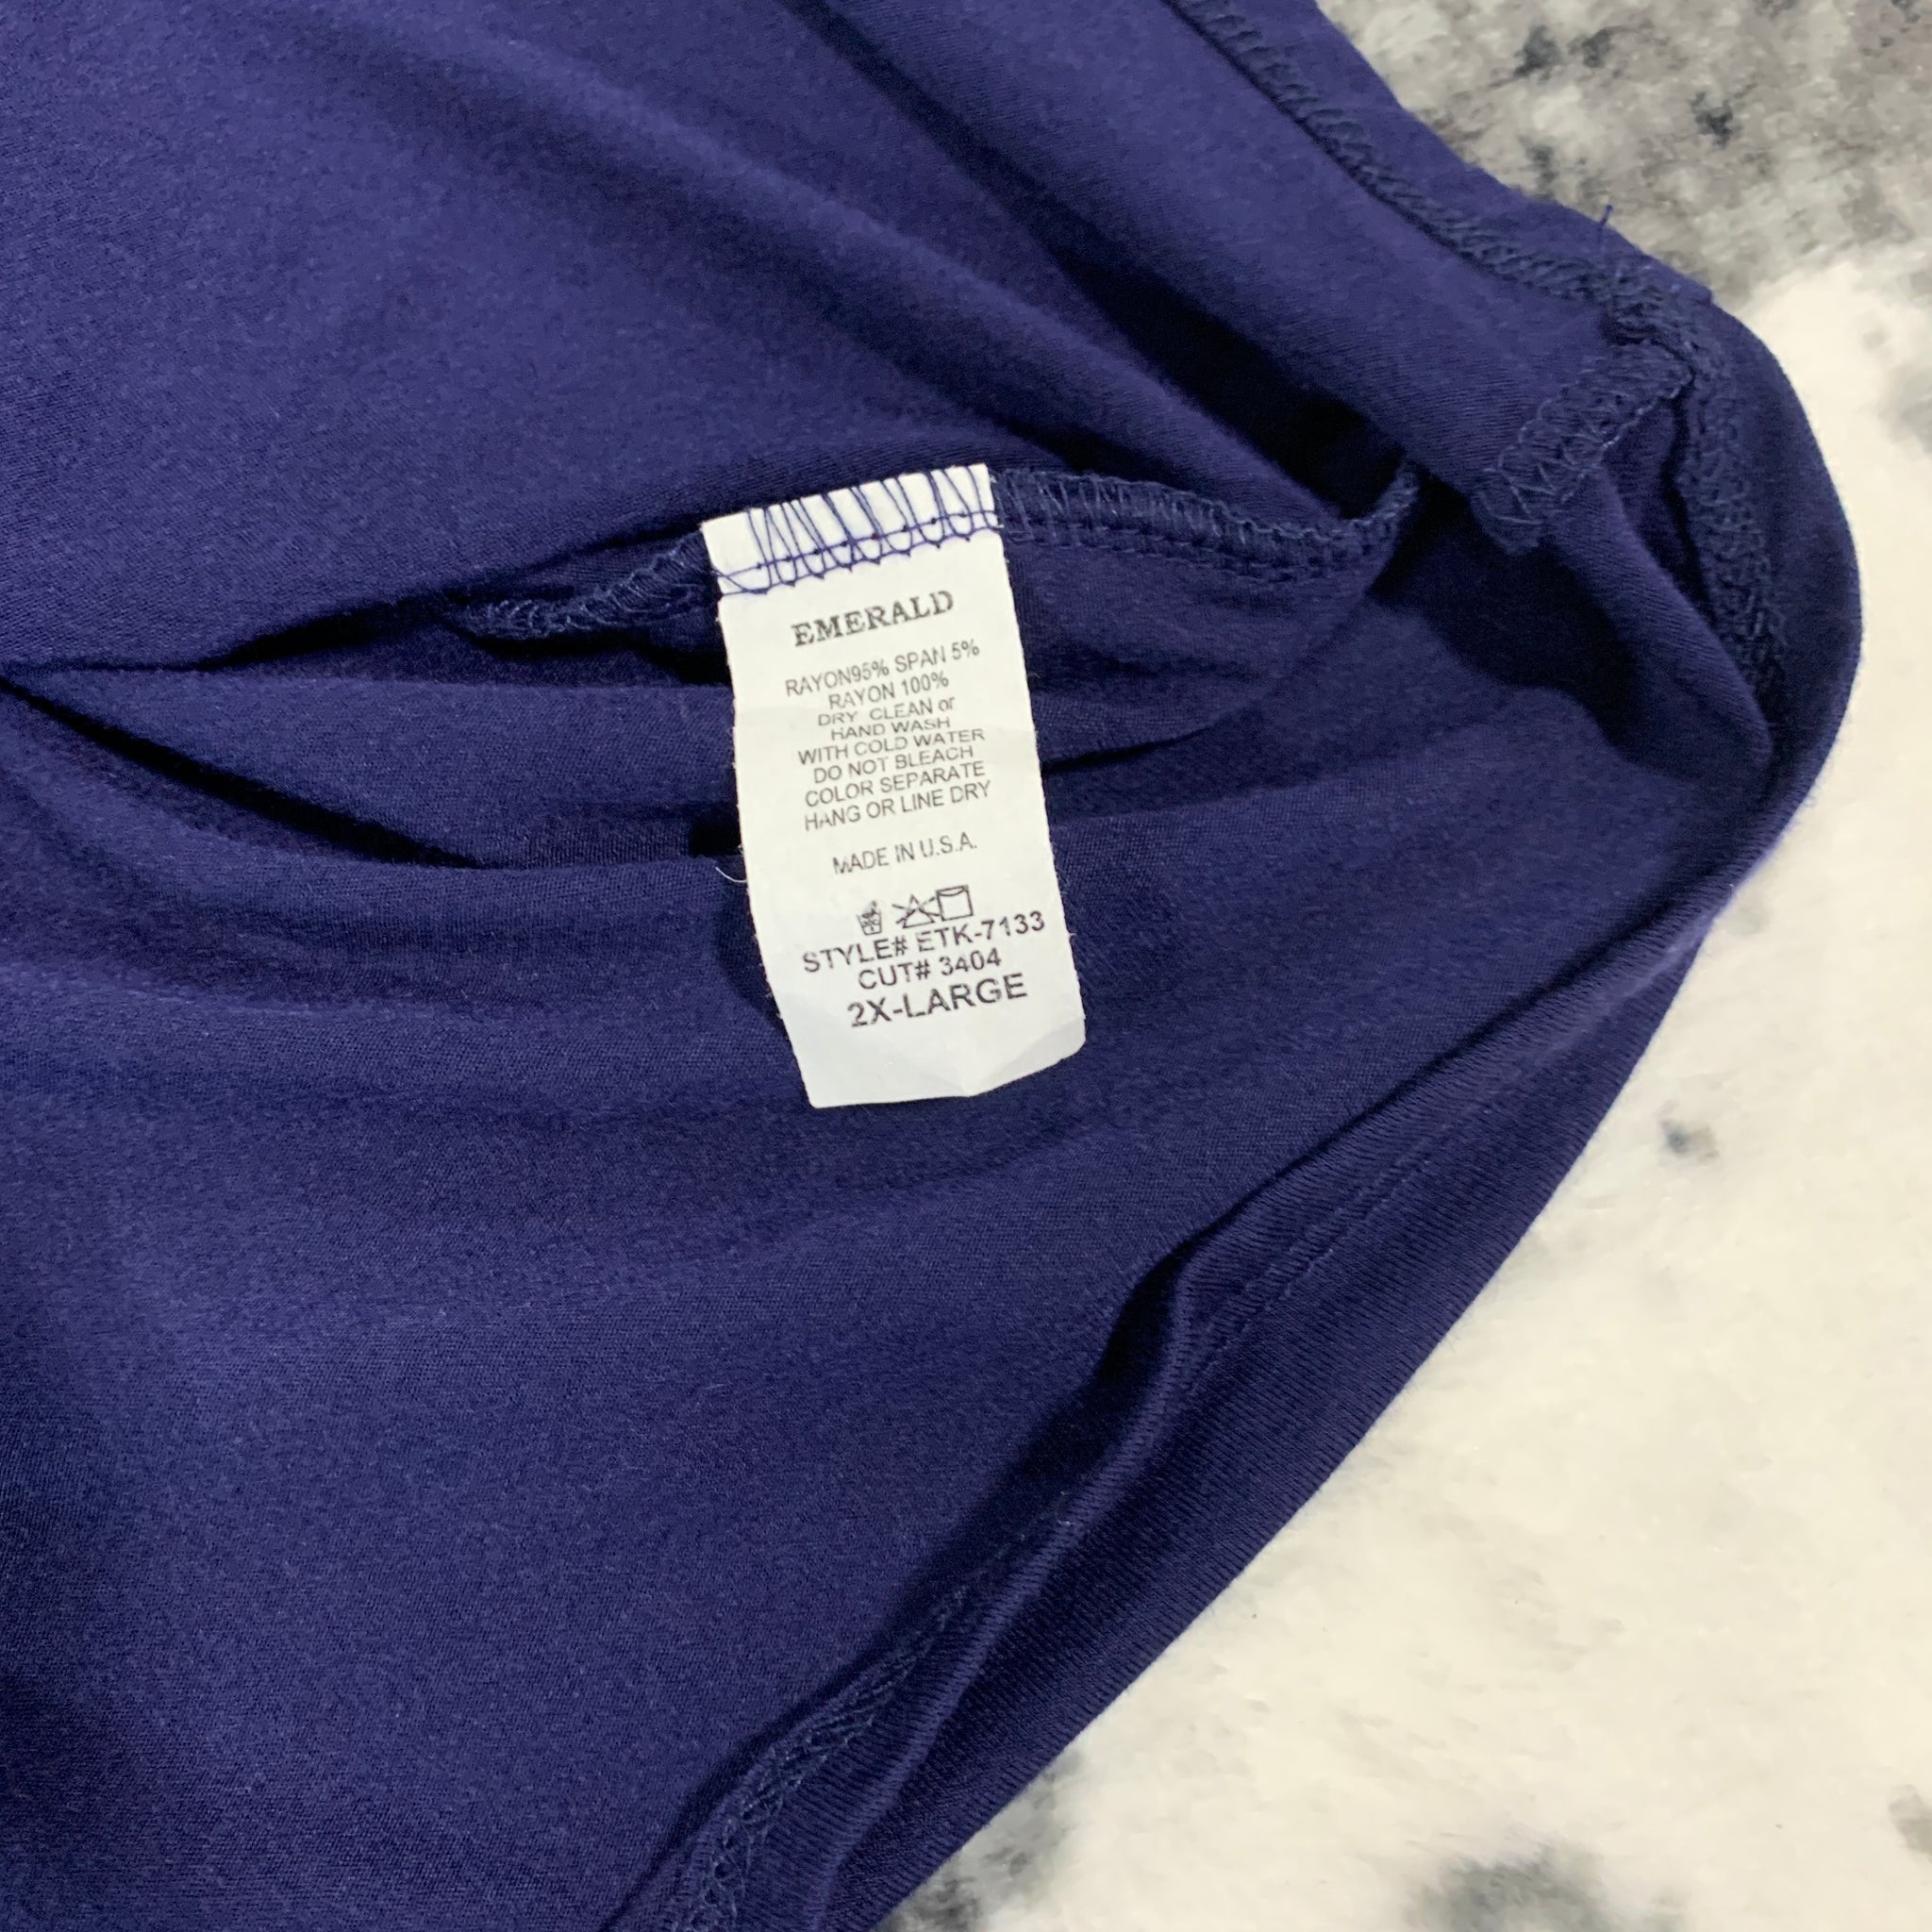 EMERALD
RAYON95% SPAN 5%
RAYON 100%
DRY CLEAN or
HAND WASH
WITH COLD WATER
DO NOT BLEACH
COLOR SEPARATE
HANG OR LINE DRY
MADE IN U.S.A.
STYLE# ETK-7133
CUT# 3404
2X-LARGE